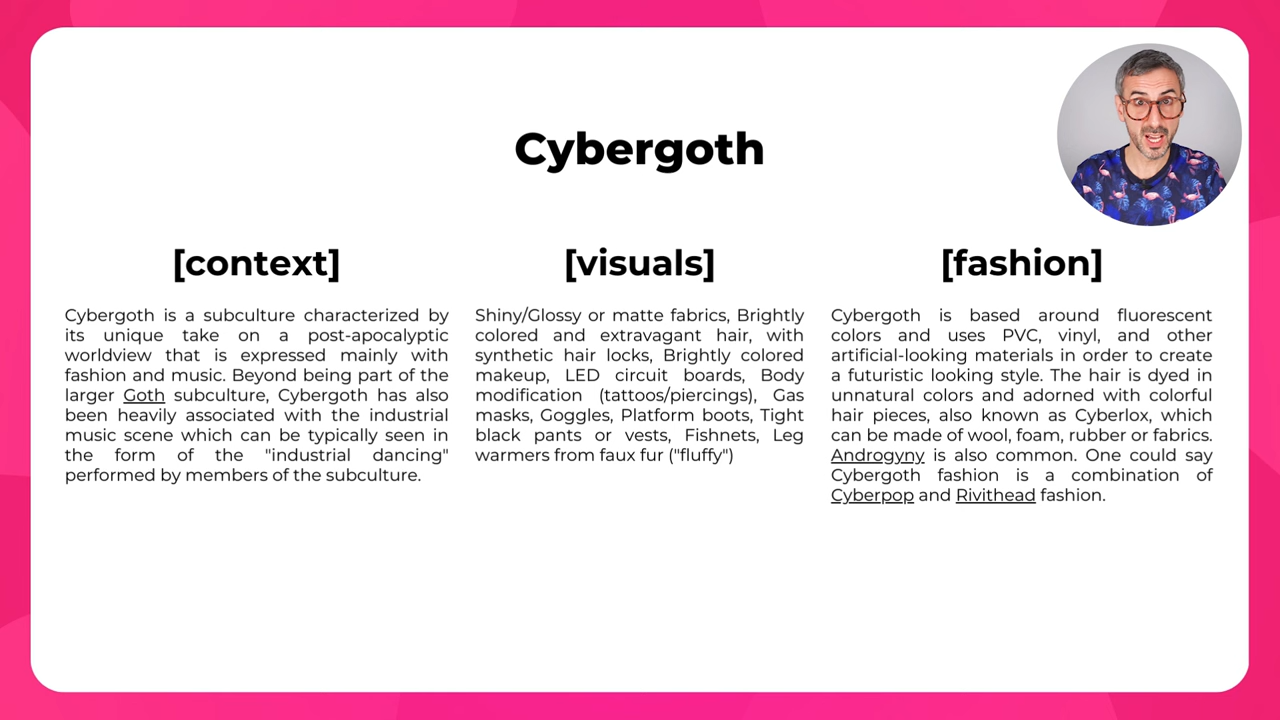 Cybergoth
[context]
Cybergoth is a subculture characterized by
its unique take on a post-apocalyptic
worldview that is expressed mainly with
fashion and music. Beyond being part of the
larger Goth subculture, Cybergoth has also
been heavily associated with the industrial
music scene which can be typically seen in
the form of the "industrial dancing"
performed by members of the subculture.
[visuals]
Shiny/Glossy or matte fabrics, Brightly
colored and extravagant hair, with
synthetic hair locks, Brightly colored
makeup, LED circuit boards, Body
modification (tattoos/piercings), Gas
masks, Goggles, Platform boots, Tight
black pants or vests, Fishnets, Leg
warmers from faux fur ("fluffy")
[fashion]
Cybergoth is based around fluorescent
colors and uses PVC, vinyl, and other
artificial-looking materials in order to create
a futuristic looking style. The hair is dyed in
unnatural colors and adorned with colorful
hair pieces, also known as Cyberlox, which
can be made of wool, foam, rubber or fabrics.
Androgyny is also common. One could say
Cybergoth fashion is a combination of
Cyberpop and Rivithead fashion.